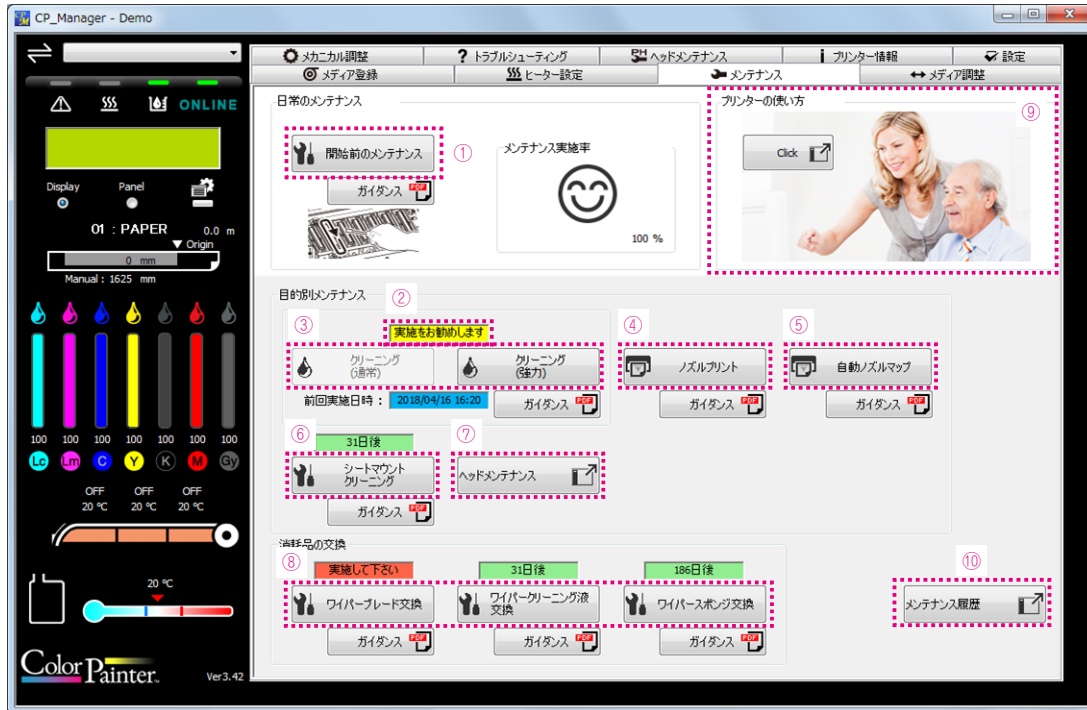 CP_Manager - Demo
メカニカル調整
? トラブルシューティング
ヘッドメンテナンス
プリンター情報
設定
メディア登録
ヒーター設定
メンテナンス
メディア調整
ONLINE
Display
Panel
01 : PAPER
0.0 m
Origin
0 mm
Manual : 1625 mm
100 100 100 100 100 100 100
Lc Lm C Y K M Gy
OFF OFF OFF
20 ℃ 20 ℃ 20 ℃
20 ℃
Color Painter™
Ver3.42
日常のメンテナンス
開始前のメンテナンス
①
ガイダンス PDF
メンテナンス実施率
100 %
プリンターの使い方
⑨
Click
目的別メンテナンス
②
③
実施をお勧めします
クリーニング
(通常)
クリーニング
(強力)
前回実施日時：
2018/04/16 16:20
ガイダンス PDF
④
ノズルプリント
ガイダンス PDF
⑤
自動ノズルマップ
ガイダンス PDF
⑥
31日後
シートマウント
クリーニング
ガイダンス PDF
⑦
ヘッドメンテナンス
消耗品の交換
⑧
実施して下さい
ワイパーブレード交換
ガイダンス PDF
31日後
ワイパークリーニング液
交換
ガイダンス PDF
186日後
ワイパースポンジ交換
ガイダンス PDF
⑩
メンテナンス履歴